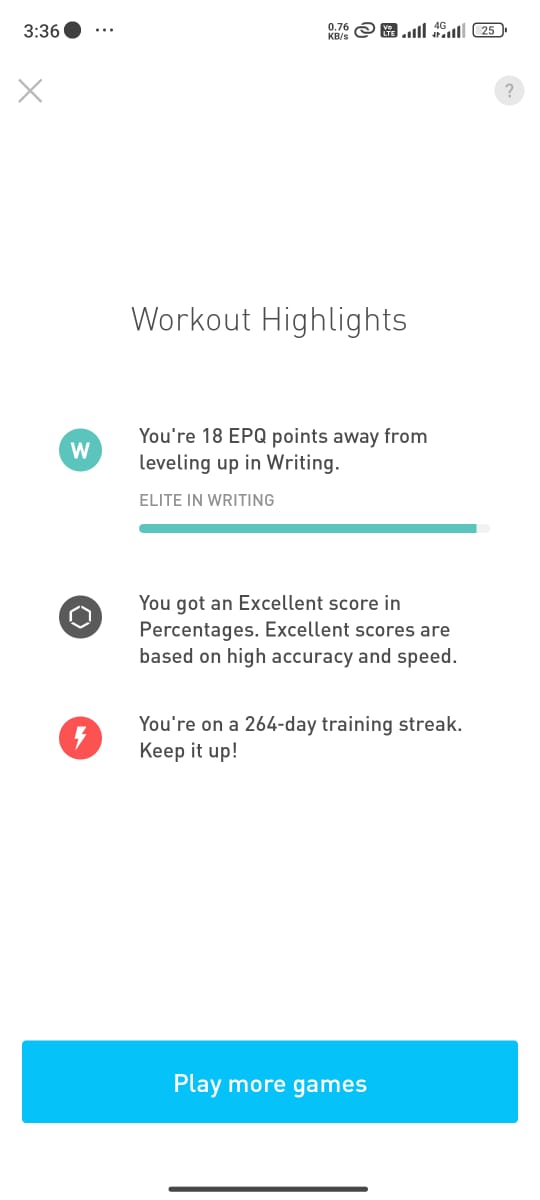 3:36
0.76
KB/s
Vo
LTE
4G
25
?
Workout Highlights
W
You're 18 EPQ points away from
leveling up in Writing.
ELITE IN WRITING
You got an Excellent score in
Percentages. Excellent scores are
based on high accuracy and speed.
You're on a 264-day training streak.
Keep it up!
Play more games